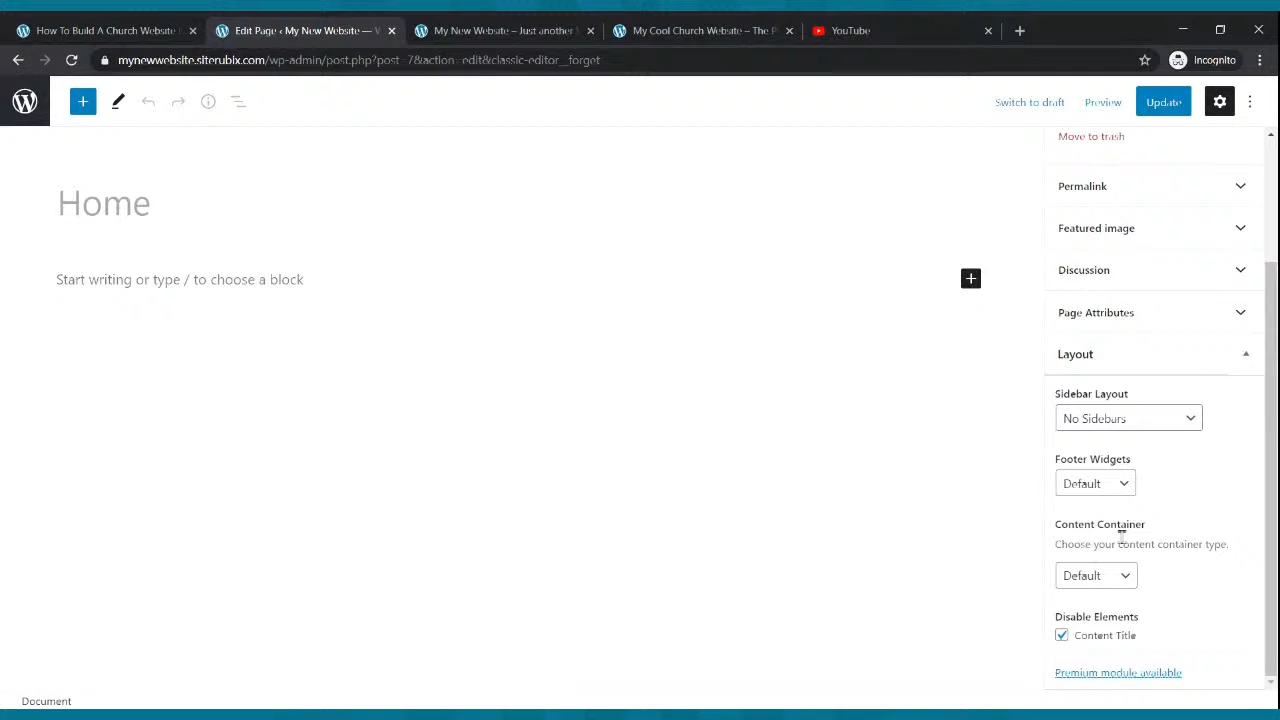 How To Build A Church Website
Edit Page ‹ My New Website —
My New Website – Just another
My Cool Church Website – The P
YouTube
mynewwebsite.siterubix.com/wp-admin/post.php?post=7&action=edit&classic-editor__forget
Incognito
Switch to draft
Preview
Update
Move to trash
Home
Permalink
Featured image
Start writing or type / to choose a block
Discussion
Page Attributes
Layout
Sidebar Layout
No Sidebars
Footer Widgets
Default
Content Container
Choose your content container type.
Default
Disable Elements
Content Title
Premium module available
Document